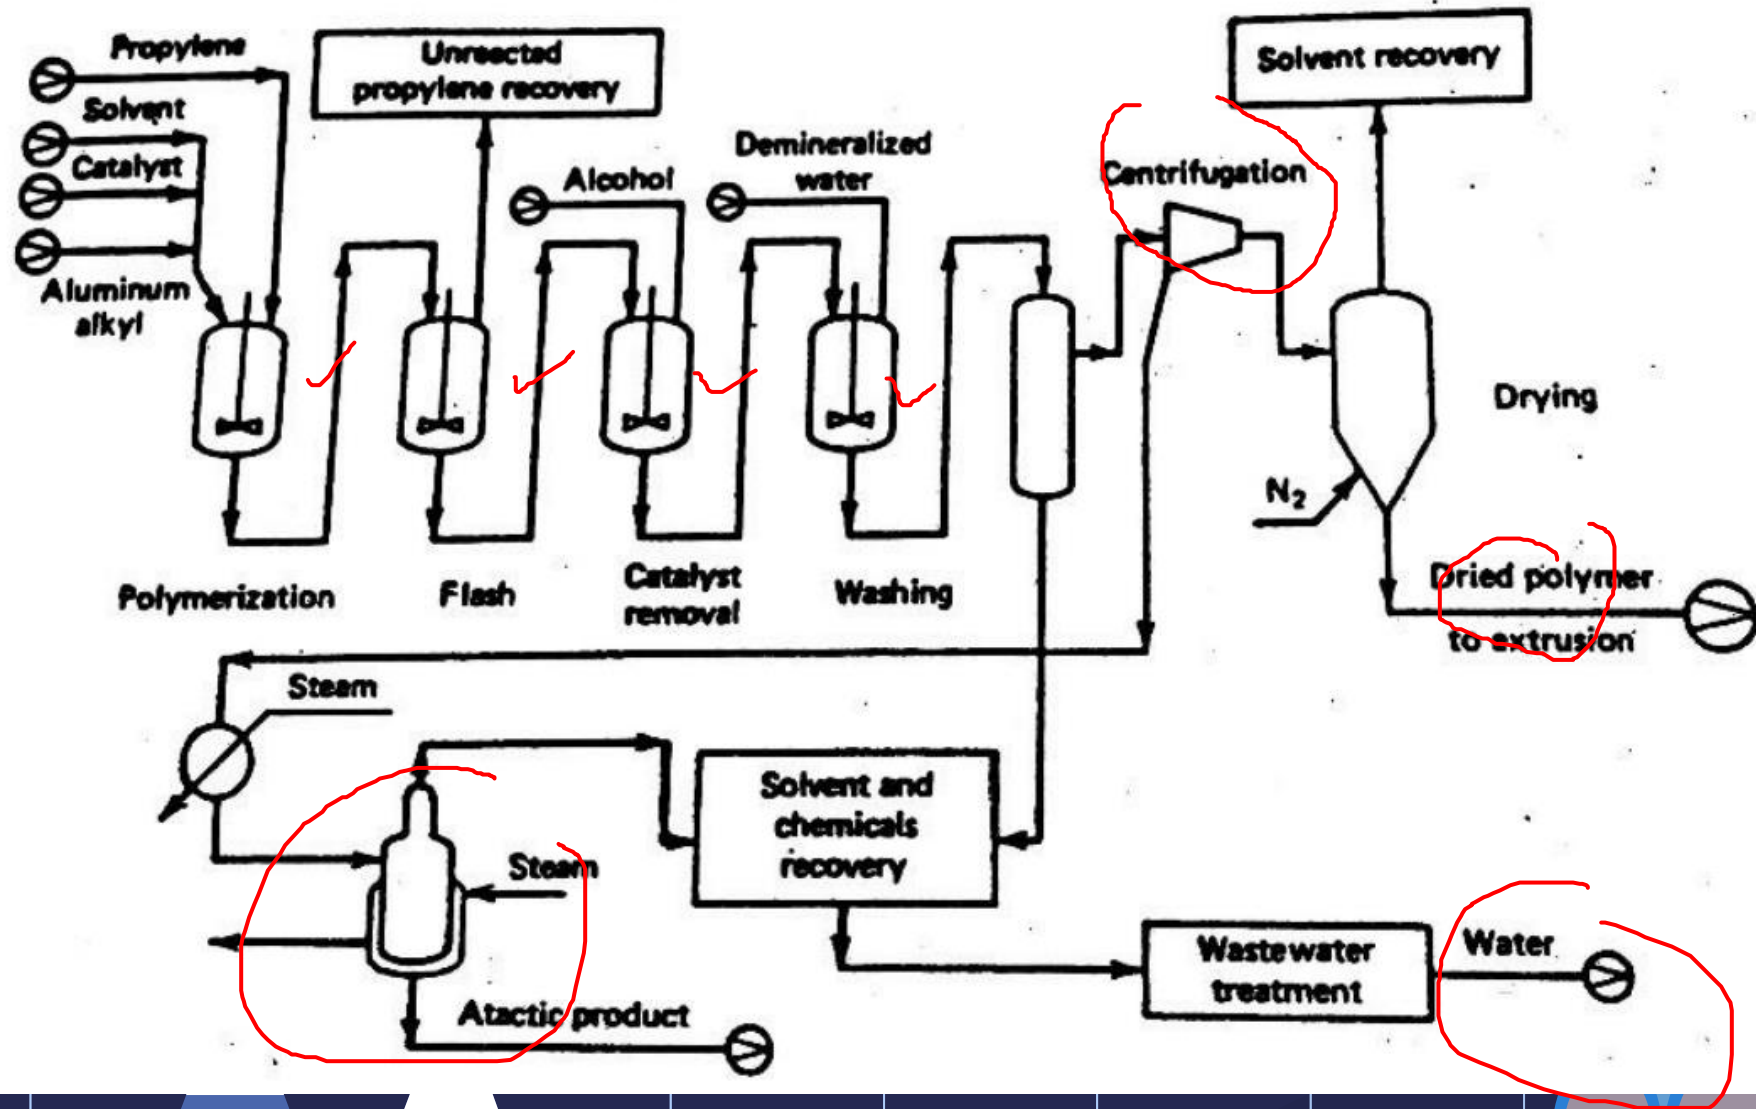 Propylene
Solvent
Catalyst
Aluminum
alkyl
Unreacted
propylene recovery
Alcohol
Demineralized
water
Centrifugation
Solvent recovery
Drying
N2
Dried polymer
to extrusion
Polymerization
Flash
Catalyst
removal
Washing
Steam
Steam
Solvent and
chemicals
recovery
Atactic product
Wastewater
treatment
Water